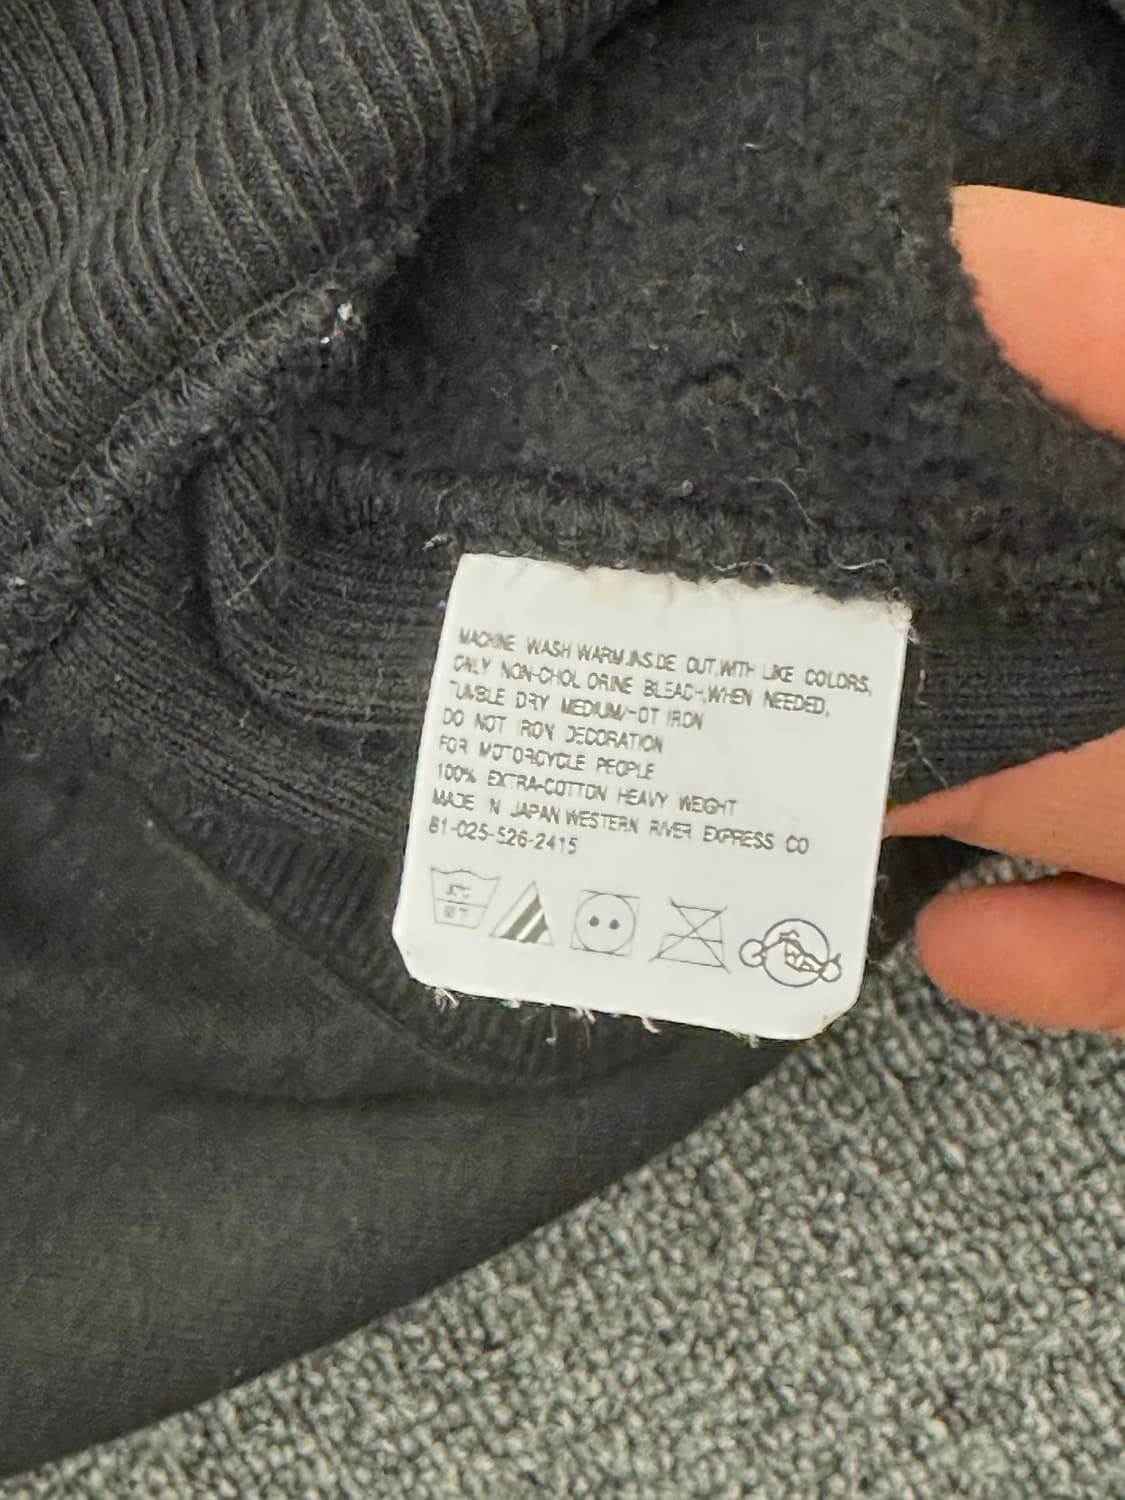 MACHINE WASH WARM.INSIDE OUT,WITH LIKE COLORS,
ONLY NON-CHOLORINE BLEACH,WHEN NEEDED,
TUMBLE DRY MEDIUM/HOT IRON
DO NOT IRON DECORATION
FOR MOTORCYCLE PEOPLE
100% EXTRA-COTTON HEAVY WEIGHT
MADE IN JAPAN WESTERN RIVER EXPRESS CO
81-025-526-2415